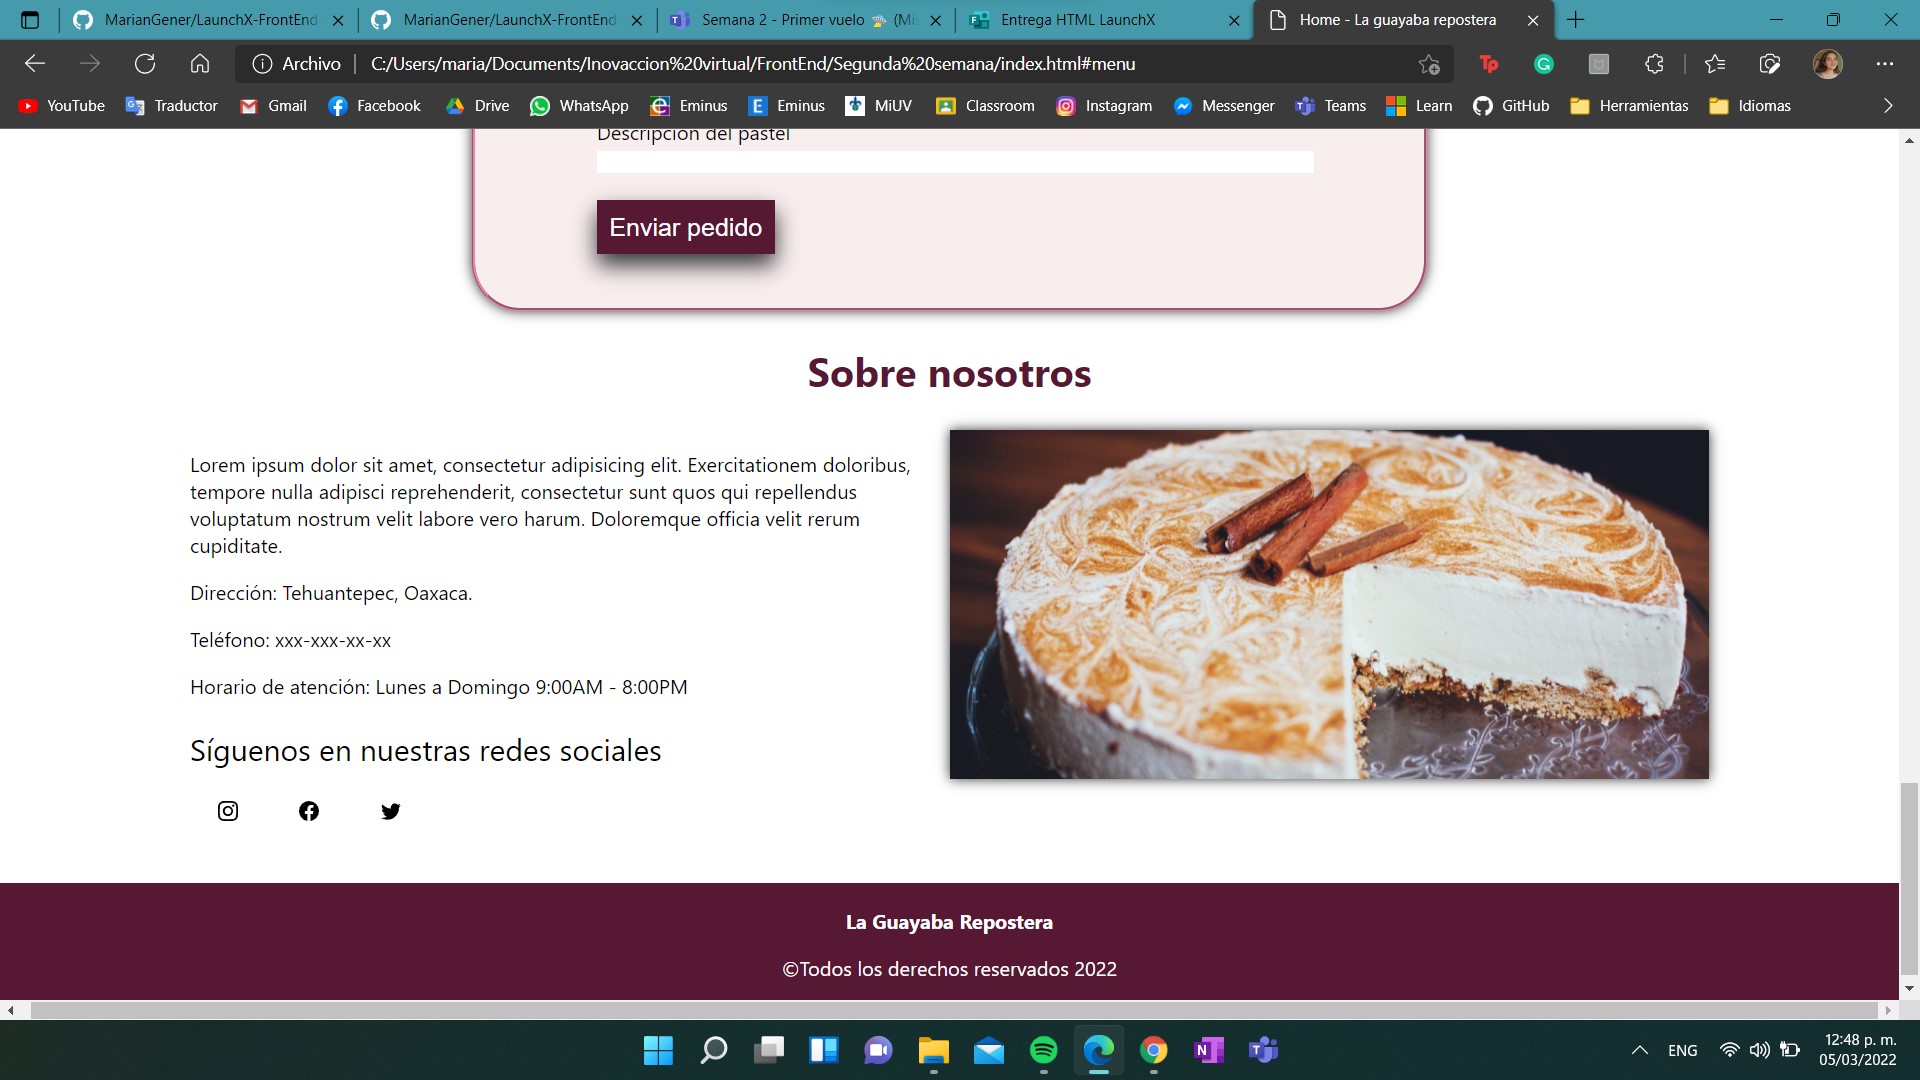 MarianGener/LaunchX-FrontEnd
MarianGener/LaunchX-FrontEnd
Semana 2 - Primer vuelo
Entrega HTML LaunchX
Home - La guayaba repostera
Archivo
C:/Users/maria/Documents/Inovaccion%20virtual/FrontEnd/Segunda%20semana/index.html#menu
YouTube
Traductor
Gmail
Facebook
Drive
WhatsApp
Eminus
Eminus
MiUV
Classroom
Instagram
Messenger
Teams
Learn
GitHub
Herramientas
Idiomas
Descripción del pastel
Enviar pedido
Sobre nosotros
Lorem ipsum dolor sit amet, consectetur adipisicing elit. Exercitationem doloribus,
tempore nulla adipisci reprehenderit, consectetur sunt quos qui repellendus
voluptatum nostrum velit labore vero harum. Doloremque officia velit rerum
cupiditate.
Dirección: Tehuantepec, Oaxaca.
Teléfono: xxx-xxx-xx-xx
Horario de atención: Lunes a Domingo 9:00AM - 8:00PM
Síguenos en nuestras redes sociales
La Guayaba Repostera
©Todos los derechos reservados 2022
ENG
12:48 p. m.
05/03/2022